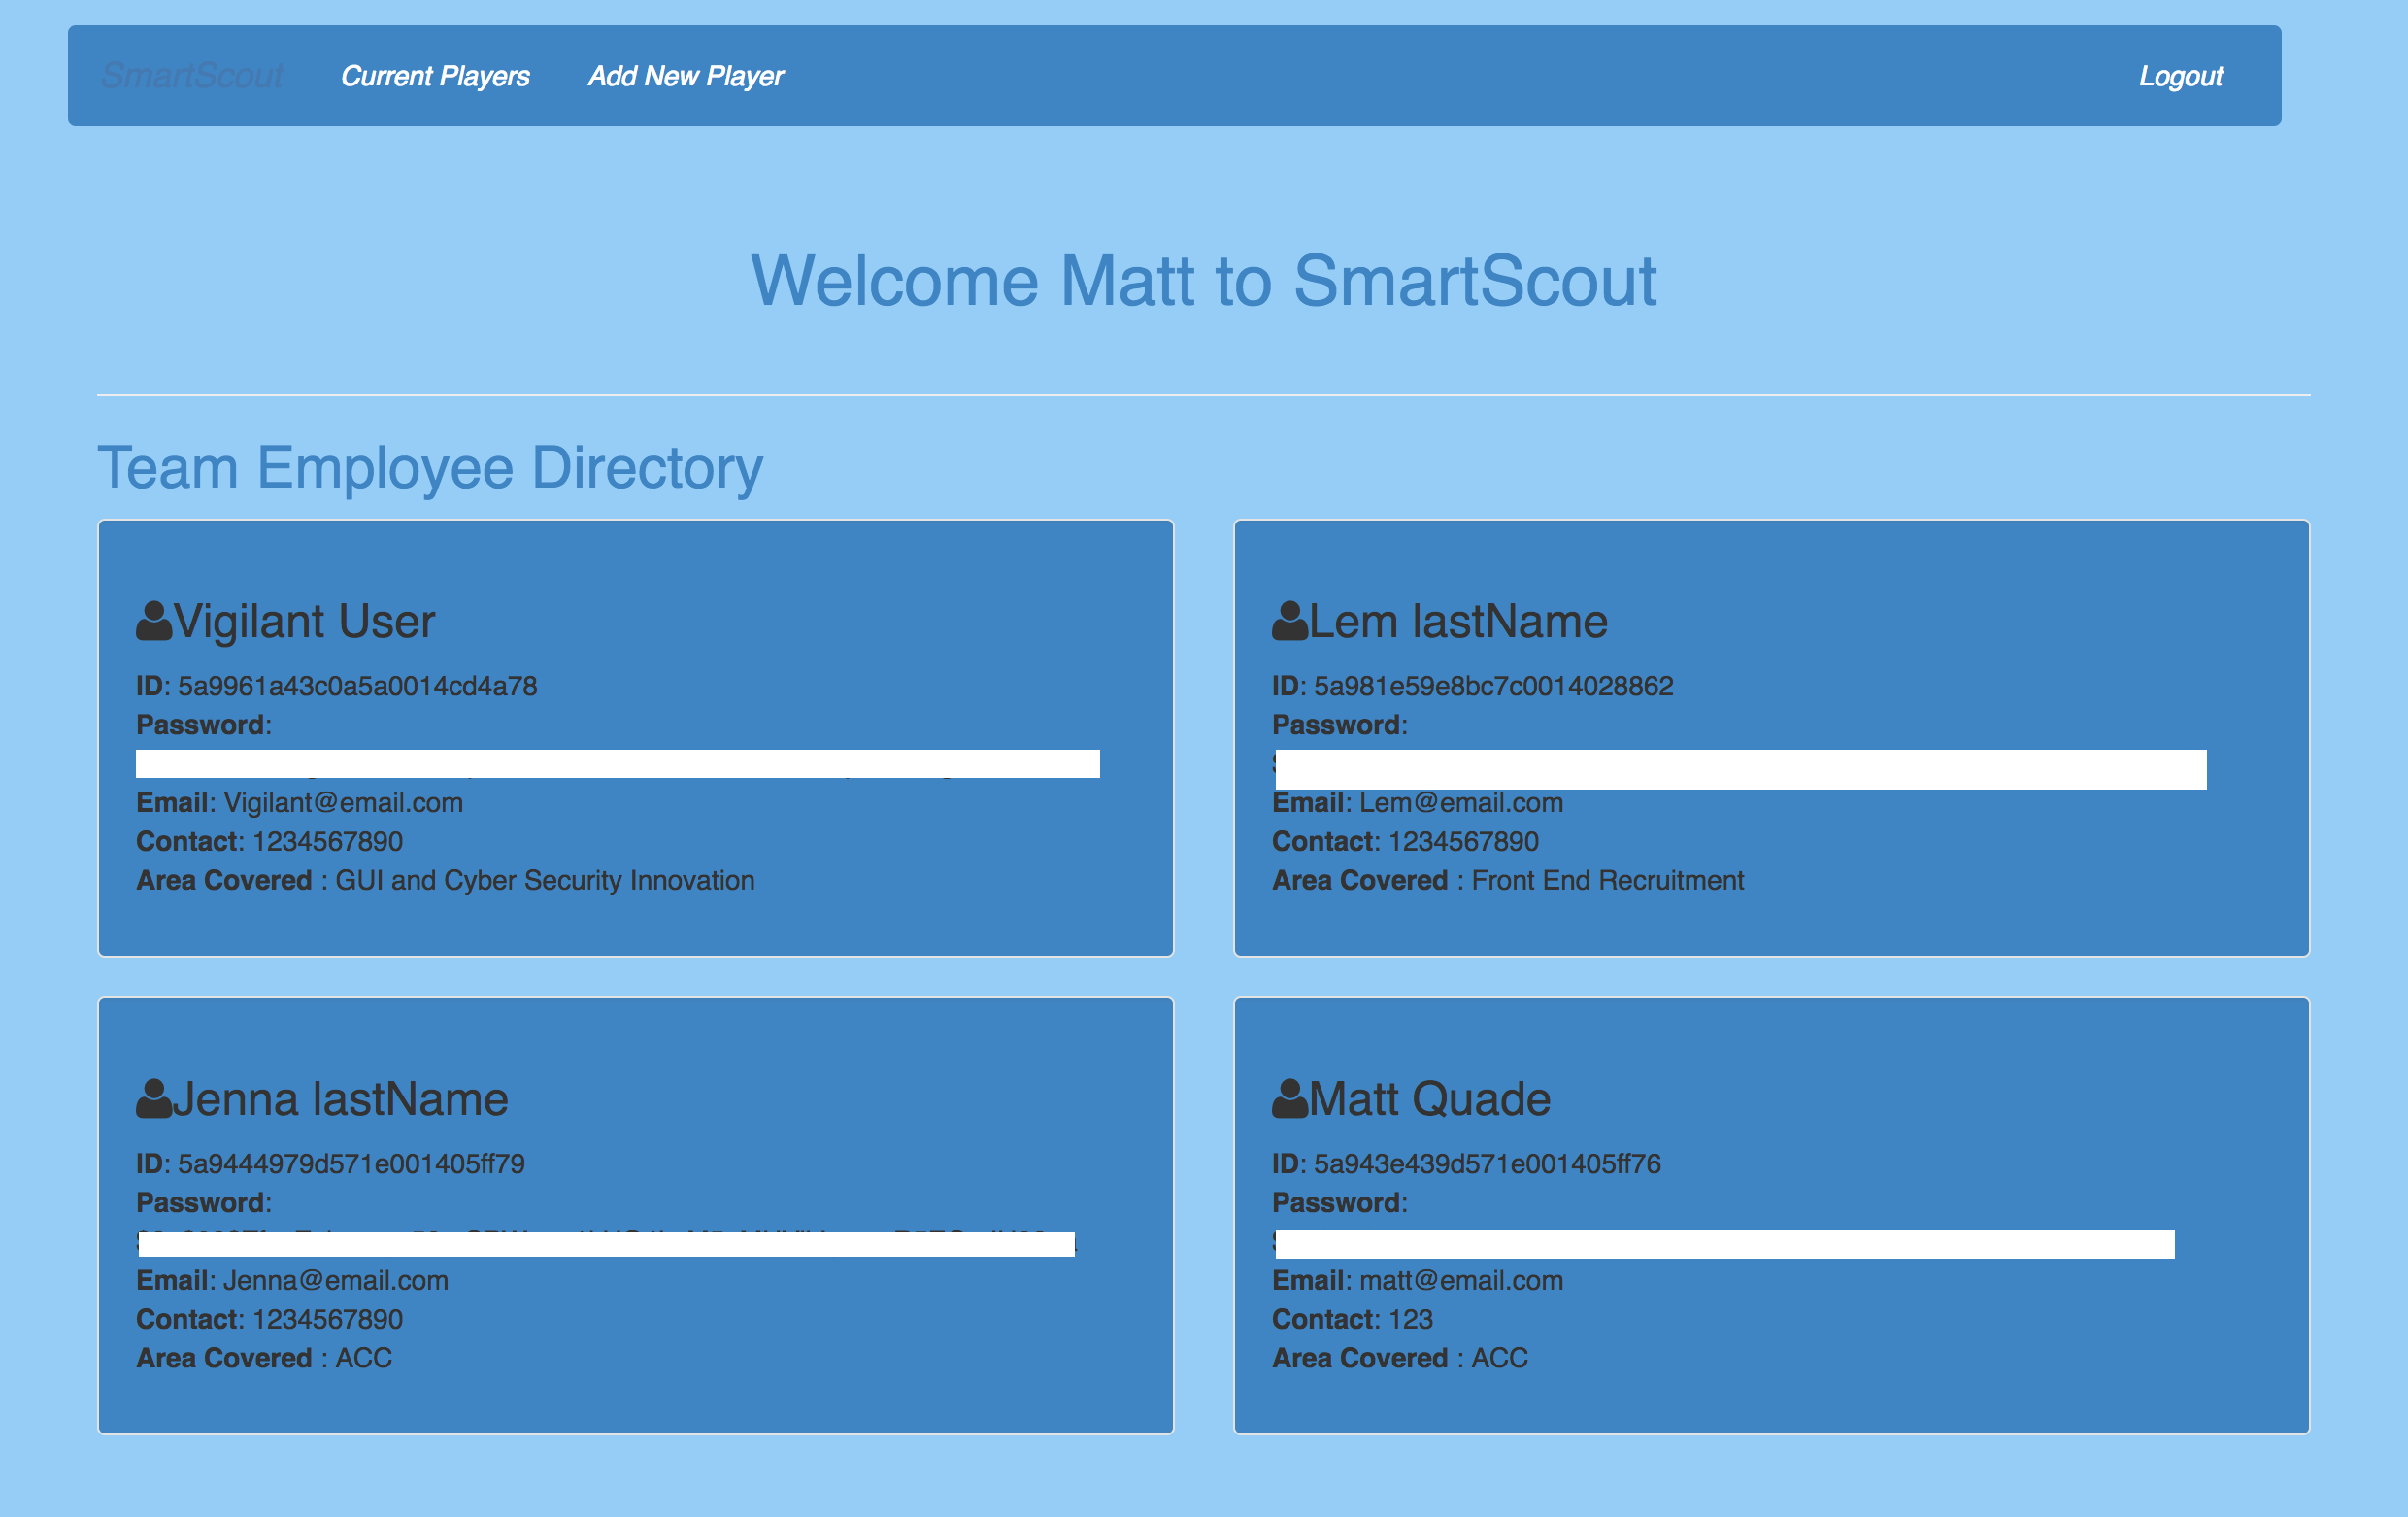 SmartScout Current Players Add New Player Logout
Welcome Matt to SmartScout
Team Employee Directory
Vigilant User
ID: 5a9961a43c0a5a0014cd4a78
Password:
Email: Vigilant@email.com
Contact: 1234567890
Area Covered : GUI and Cyber Security Innovation
Lem lastName
ID: 5a981e59e8bc7c0014028862
Password:
Email: Lem@email.com
Contact: 1234567890
Area Covered : Front End Recruitment
Jenna lastName
ID: 5a9444979d571e001405ff79
Password:
Email: Jenna@email.com
Contact: 1234567890
Area Covered : ACC
Matt Quade
ID: 5a943e439d571e001405ff76
Password:
Email: matt@email.com
Contact: 123
Area Covered : ACC